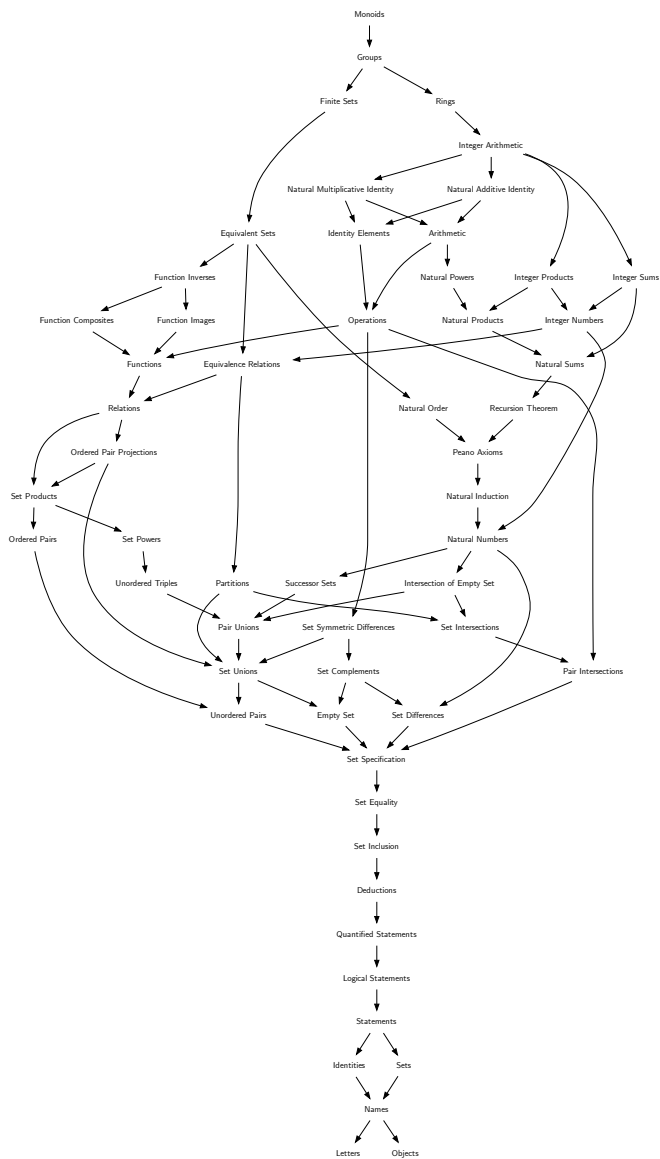 Monoids
Groups
Finite Sets
Rings
Integer Arithmetic
Natural Multiplicative Identity
Natural Additive Identity
Equivalent Sets
Identity Elements
Arithmetic
Function Inverses
Natural Powers
Integer Products
Integer Sums
Function Composites
Function Images
Operations
Natural Products
Integer Numbers
Functions
Equivalence Relations
Natural Sums
Relations
Natural Order
Recursion Theorem
Ordered Pair Projections
Peano Axioms
Set Products
Natural Induction
Ordered Pairs
Set Powers
Natural Numbers
Unordered Triples
Partitions
Successor Sets
Intersection of Empty Set
Pair Unions
Set Symmetric Differences
Set Intersections
Set Unions
Set Complements
Pair Intersections
Unordered Pairs
Empty Set
Set Differences
Set Specification
Set Equality
Set Inclusion
Deductions
Quantified Statements
Logical Statements
Statements
Identities
Sets
Names
Letters
Objects